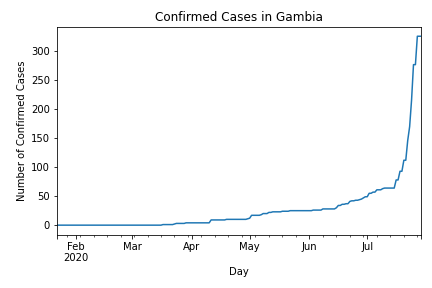 Confirmed Cases in Gambia
Number of Confirmed Cases
300
250
200
150
100
50
0
Feb
2020
Mar
Apr
May
Jun
Jul
Day